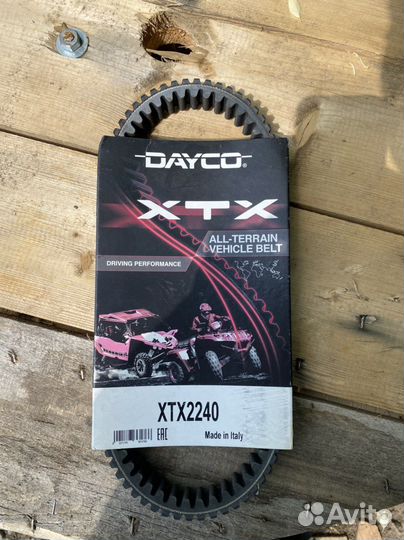 DAYCO®
XTX
ALL-TERRAIN
VEHICLE BELT
DRIVING PERFORMANCE
XTX2240
EAC Made in Italy
Avito